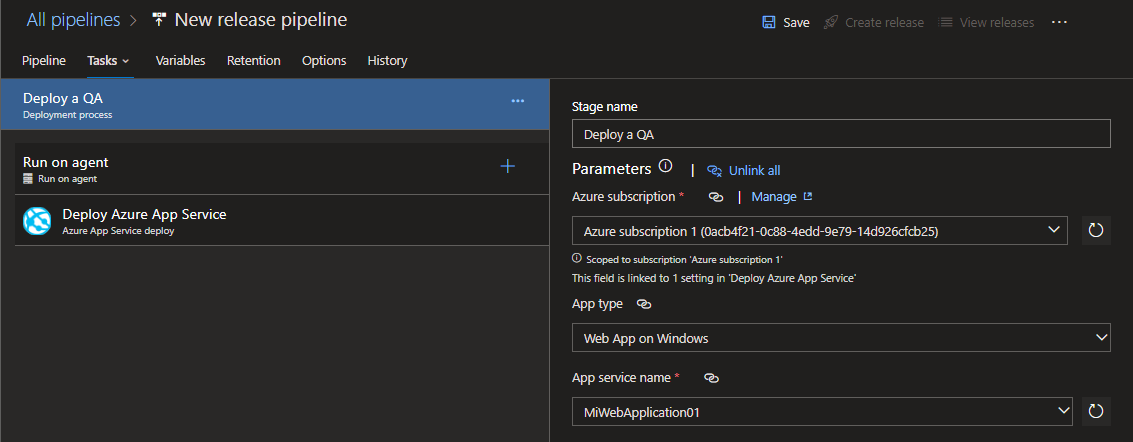 All pipelines > New release pipeline
Save Create release View releases ...
Pipeline Tasks Variables Retention Options History
Deploy a QA
Deployment process
...
Run on agent
Run on agent
+
Deploy Azure App Service
Azure App Service deploy
Stage name
Deploy a QA
Parameters | Unlink all
Azure subscription * | Manage
Azure subscription 1 (0acb4f21-0c88-4edd-9e79-14d926cfcb25)
Scoped to subscription 'Azure subscription 1'
This field is linked to 1 setting in 'Deploy Azure App Service'
App type
Web App on Windows
App service name *
MiWebApplication01